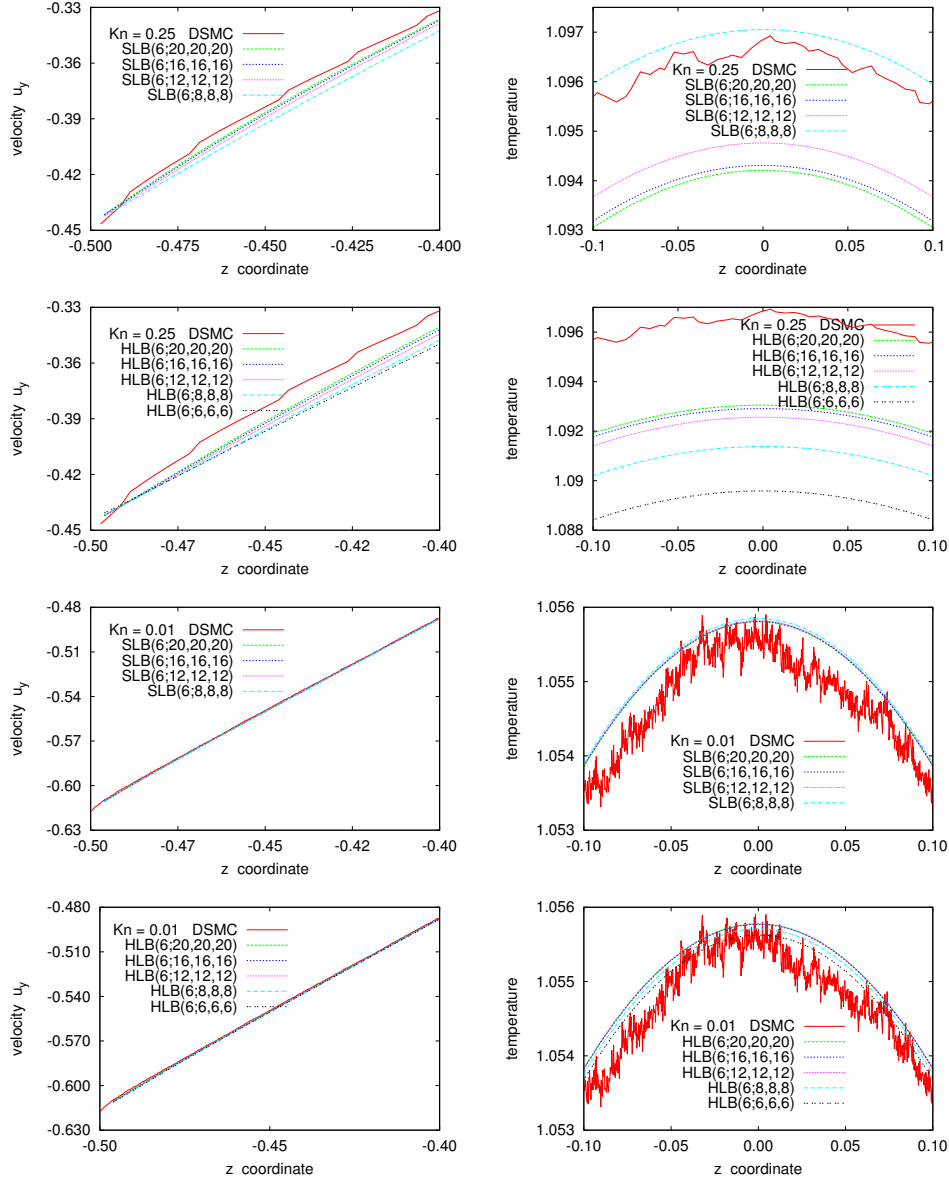 -0.33
-0.36
-0.39
-0.42
-0.45
-0.500
-0.475
-0.450
-0.425
-0.400
velocity u_y
z coordinate
Kn = 0.25 DSMC
SLB(6;20,20,20)
SLB(6;16,16,16)
SLB(6;12,12,12)
SLB(6;8,8,8)
1.097
1.096
1.095
1.094
1.093
-0.1
-0.05
0
0.05
0.1
temperature
z coordinate
Kn = 0.25 DSMC
SLB(6;20,20,20)
SLB(6;16,16,16)
SLB(6;12,12,12)
SLB(6;8,8,8)
-0.33
-0.36
-0.39
-0.42
-0.45
-0.50
-0.47
-0.45
-0.42
-0.40
velocity u_y
z coordinate
Kn = 0.25 DSMC
HLB(6;20,20,20)
HLB(6;16,16,16)
HLB(6;12,12,12)
HLB(6;8,8,8)
HLB(6;6,6,6)
1.096
1.094
1.092
1.09
1.088
-0.10
-0.05
0.00
0.05
0.10
temperature
z coordinate
Kn = 0.25 DSMC
HLB(6;20,20,20)
HLB(6;16,16,16)
HLB(6;12,12,12)
HLB(6;8,8,8)
HLB(6;6,6,6)
-0.48
-0.51
-0.54
-0.57
-0.60
-0.63
-0.50
-0.47
-0.45
-0.42
-0.40
velocity u_y
z coordinate
Kn = 0.01 DSMC
SLB(6;20,20,20)
SLB(6;16,16,16)
SLB(6;12,12,12)
SLB(6;8,8,8)
1.056
1.055
1.054
1.053
-0.10
-0.05
0.00
0.05
0.10
temperature
z coordinate
Kn = 0.01 DSMC
SLB(6;20,20,20)
SLB(6;16,16,16)
SLB(6;12,12,12)
SLB(6;8,8,8)
-0.480
-0.510
-0.540
-0.570
-0.600
-0.630
-0.50
-0.47
-0.45
-0.42
-0.40
velocity u_y
z coordinate
Kn = 0.01 DSMC
HLB(6;20,20,20)
HLB(6;16,16,16)
HLB(6;12,12,12)
HLB(6;8,8,8)
HLB(6;6,6,6)
1.056
1.055
1.054
1.053
-0.10
-0.05
0.00
0.05
0.10
temperature
z coordinate
Kn = 0.01 DSMC
HLB(6;20,20,20)
HLB(6;16,16,16)
HLB(6;12,12,12)
HLB(6;8,8,8)
HLB(6;6,6,6)